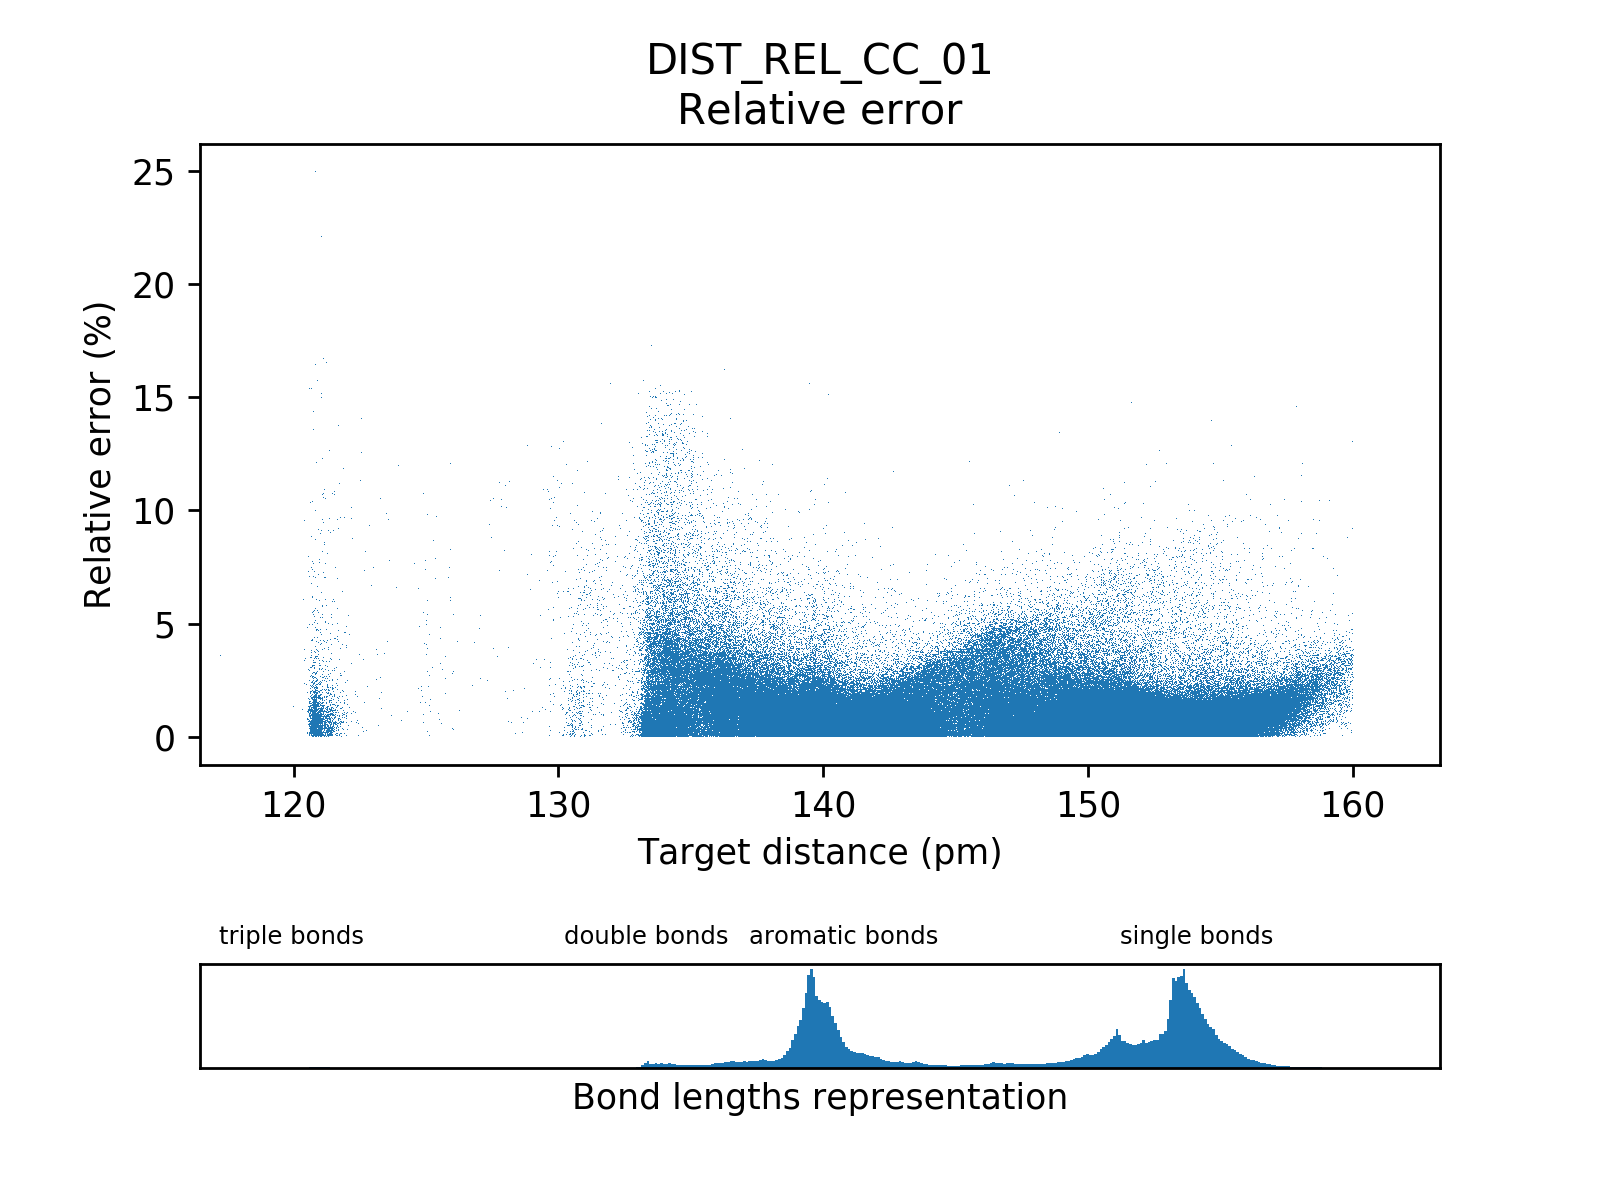 DIST_REL_CC_01
Relative error
25
20
15
10
5
0
Relative error (%)
120 130 140 150 160
Target distance (pm)
triple bonds double bonds aromatic bonds single bonds
Bond lengths representation